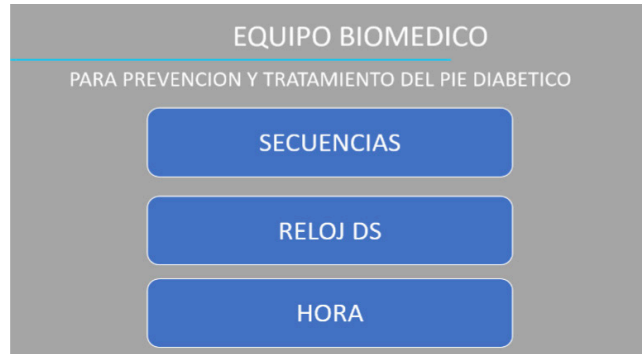 EQUIPO BIOMEDICO
PARA PREVENCION Y TRATAMIENTO DEL PIE DIABETICO
SECUENCIAS
RELOJ DS
HORA